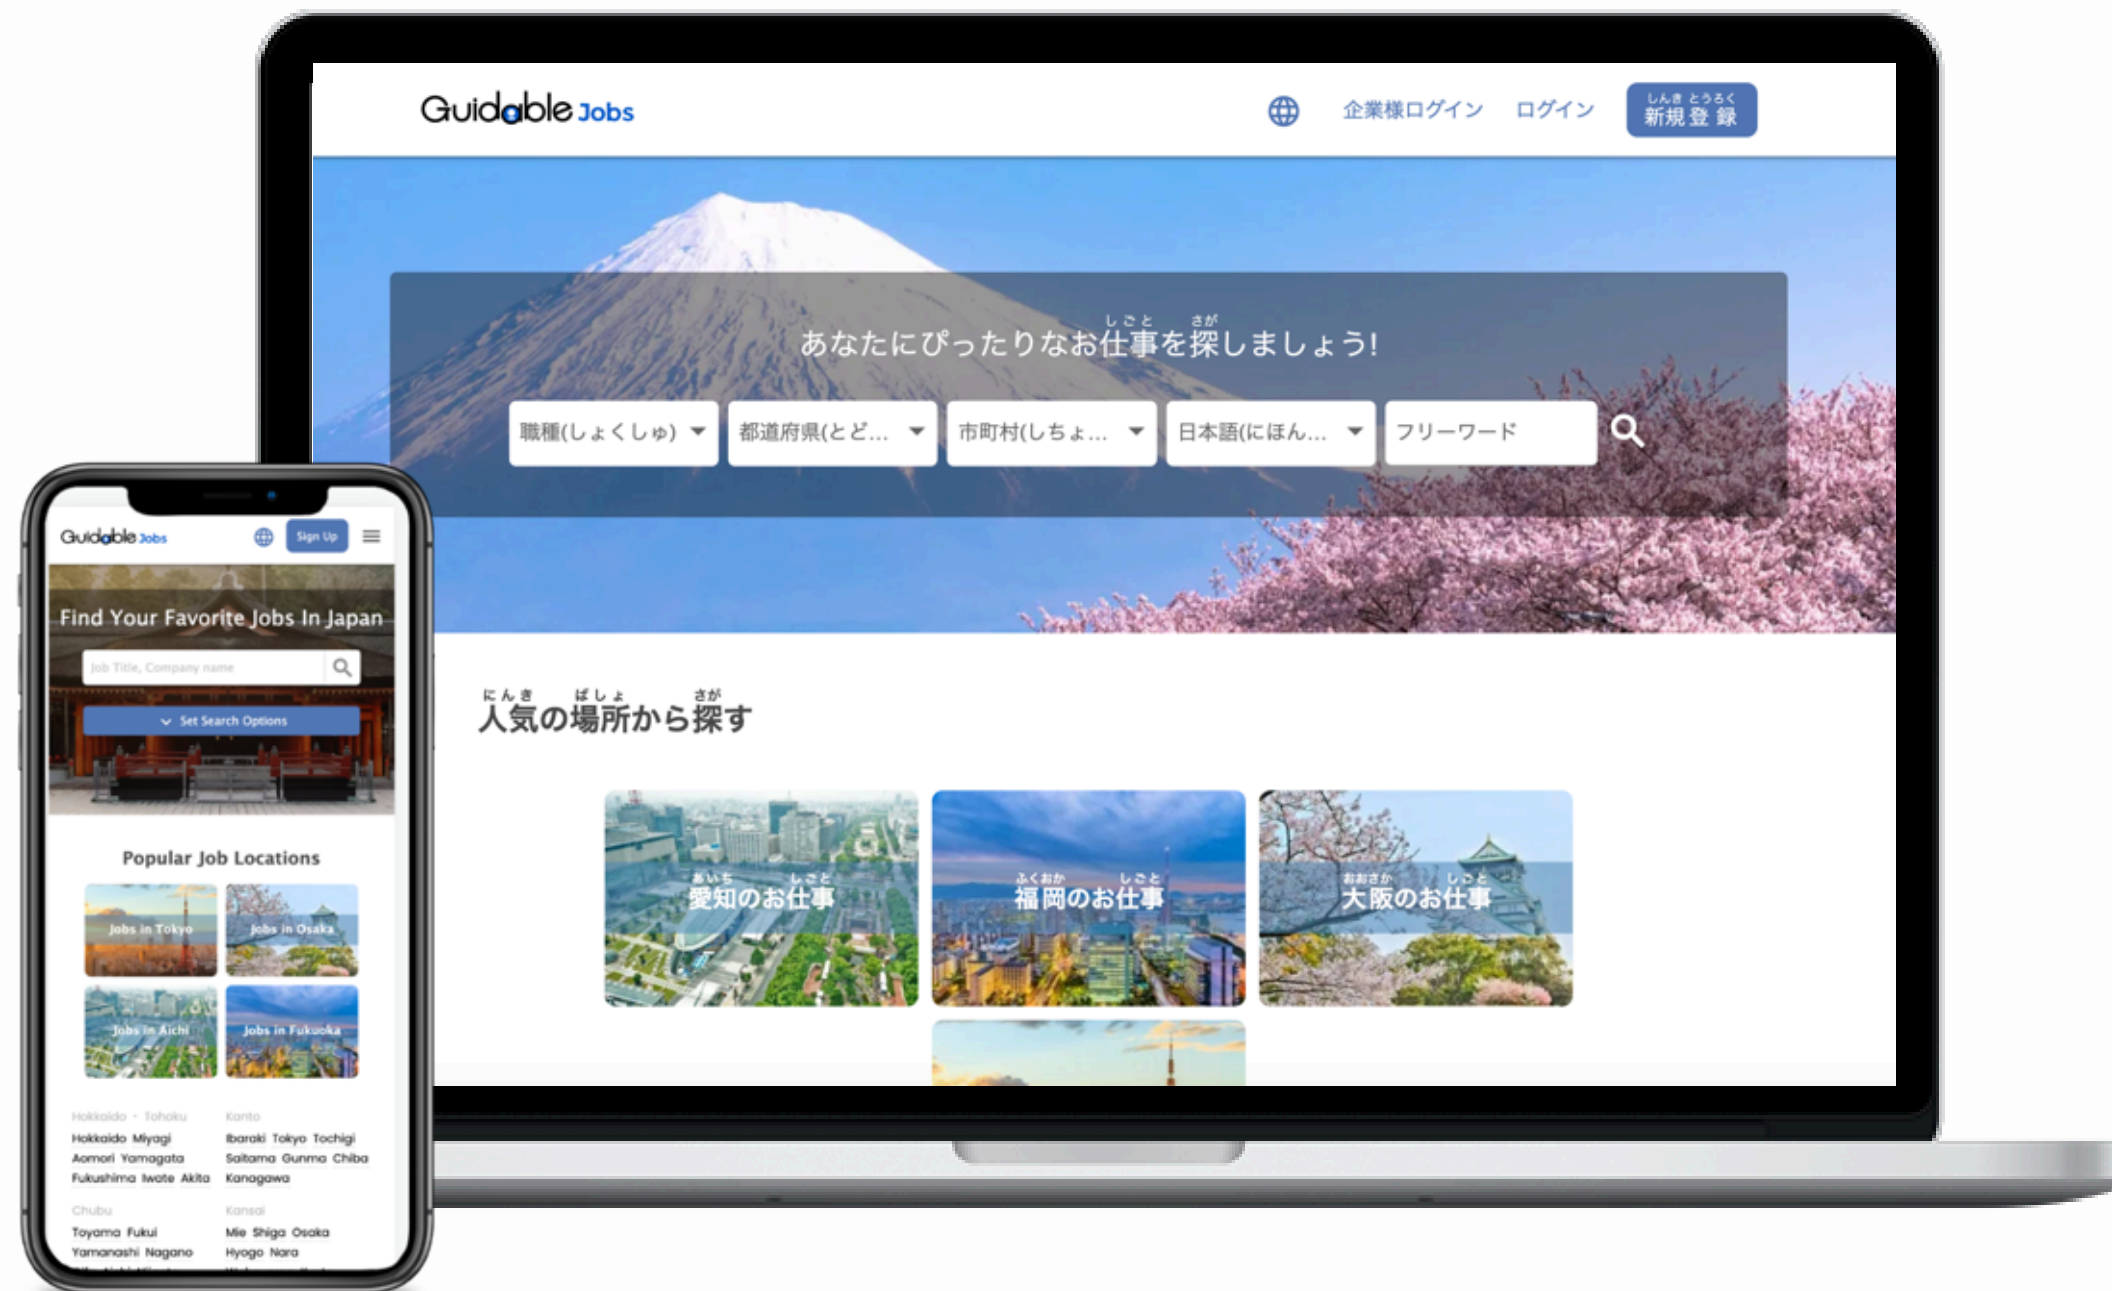 Guidable Jobs
企業様ログイン
ログイン
しんき とうろく
新規登録
しごと さが
あなたにぴったりなお仕事を探しましょう!
職種(しょくしゅ)
都道府県(とど...
市町村(しちょ...
日本語(にほん...
フリーワード
にんき ばしょ さが
人気の場所から探す
あいち しごと
愛知のお仕事
ふくおか しごと
福岡のお仕事
おおさか しごと
大阪のお仕事
Guidable Jobs
Sign Up
Find Your Favorite Jobs In Japan
Job Title, Company name
Set Search Options
Popular Job Locations
Jobs in Tokyo
Jobs in Osaka
Jobs in Aichi
Jobs in Fukuoka
Hokkaido・Tohoku
Hokkaido Miyagi
Aomori Yamagata
Fukushima Iwate Akita
Kanto
Ibaraki Tokyo Tochigi
Saitama Gunma Chiba
Kanagawa
Chubu
Toyama Fukui
Yamanashi Nagano
Kansai
Mie Shiga Osaka
Hyogo Nara